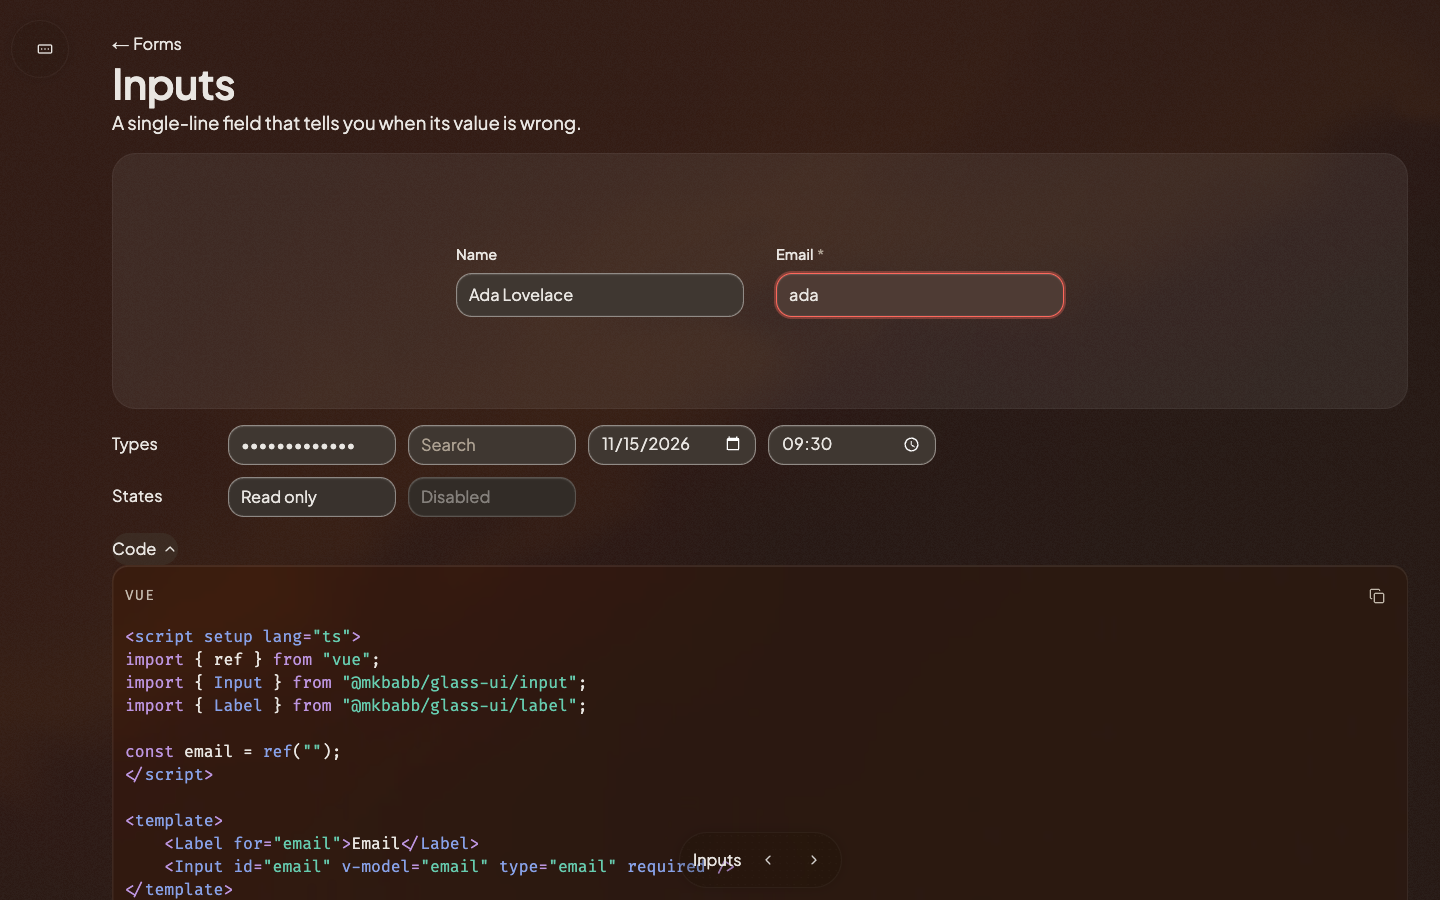 ← Forms
Inputs
A single-line field that tells you when its value is wrong.
Name
Email *
Ada Lovelace
ada
Types
•••••••••••••
Search
11/15/2026
09:30
States
Read only
Disabled
Code
VUE
<script setup lang="ts">
import { ref } from "vue";
import { Input } from "@mkbabb/glass-ui/input";
import { Label } from "@mkbabb/glass-ui/label";
const email = ref("");
</script>
<template>
<Label for="email">Email</Label>
<Input id="email" v-model="email" type="email" required />
</template>
Inputs